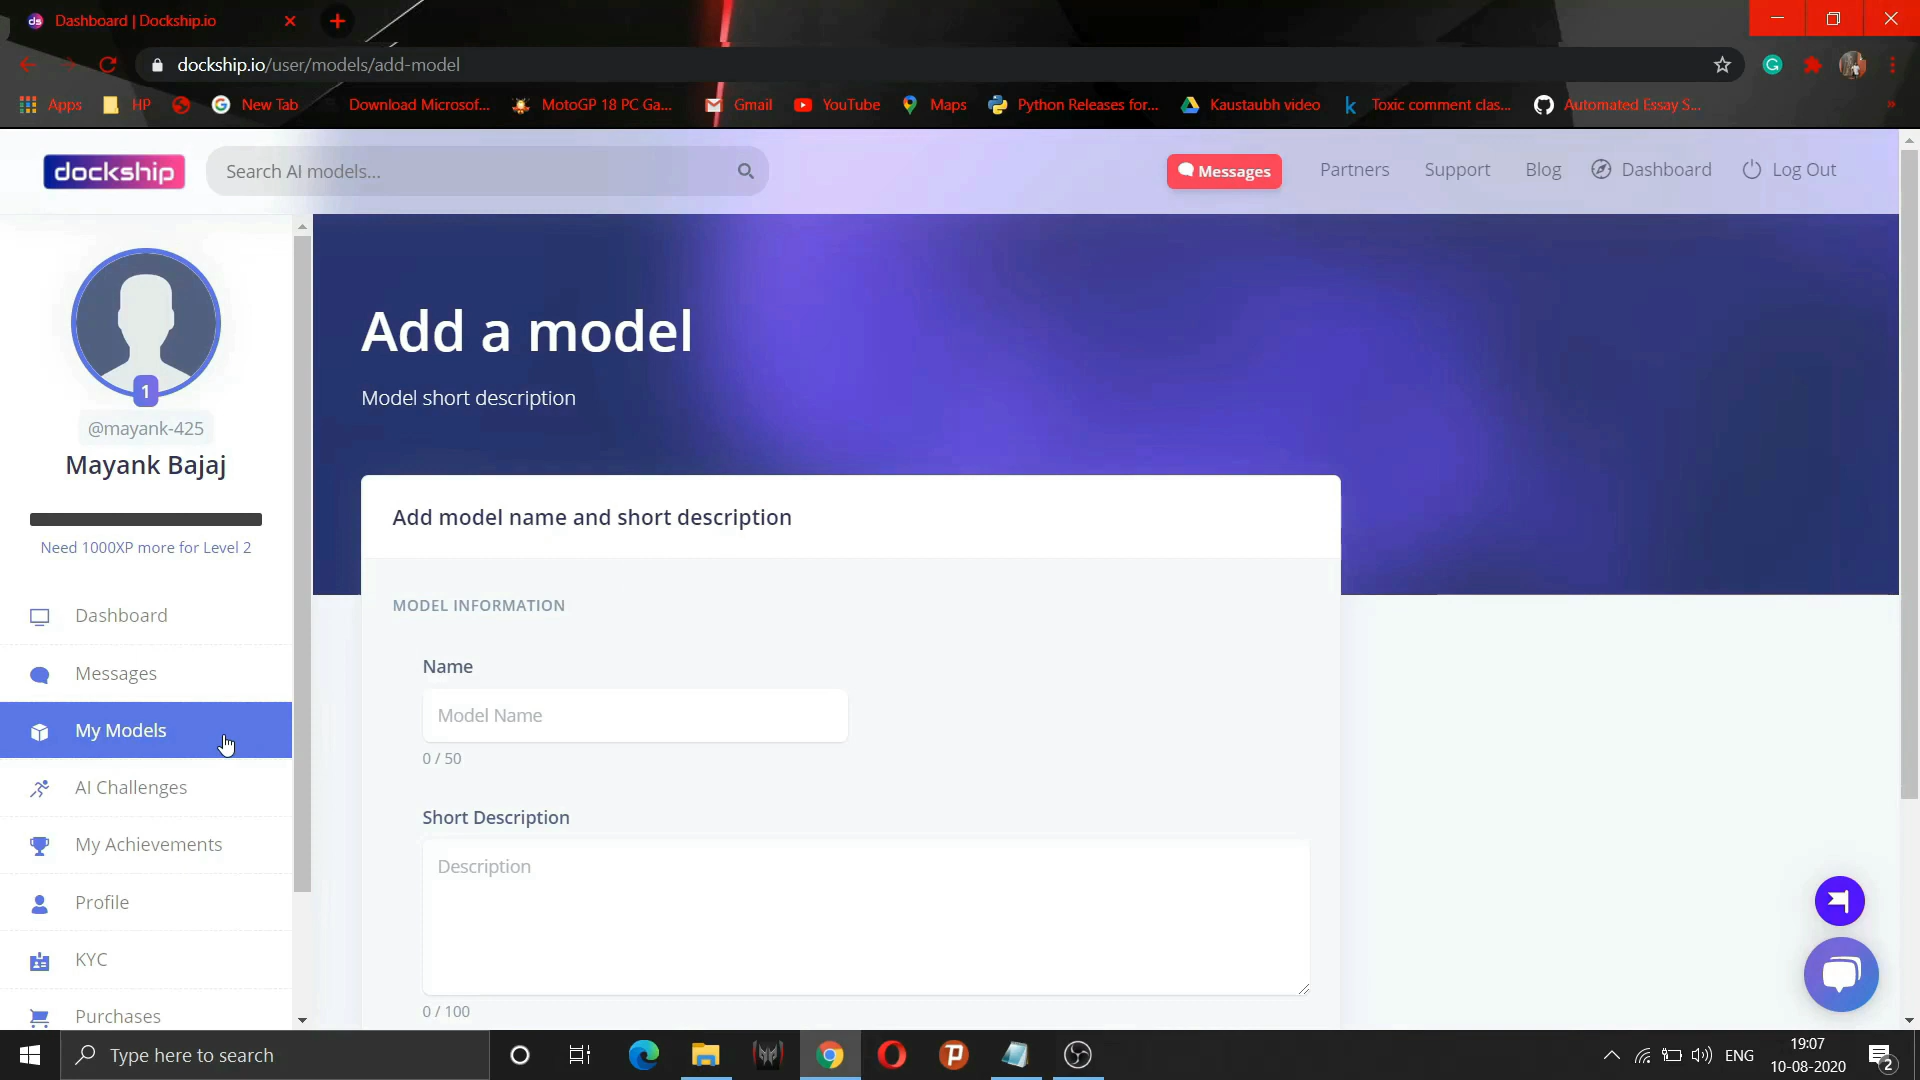 Dashboard | Dockship.io
dockship.io/user/models/add-model
Apps HP New Tab Download Microsof... MotoGP 18 PC Ga... Gmail YouTube Maps Python Releases for... Kaustaubh video Toxic comment clas... Automated Essay S... »
dockship Search AI models... Messages Partners Support Blog Dashboard Log Out
1
@mayank-425
Mayank Bajaj
Need 1000XP more for Level 2
Dashboard
Messages
My Models
AI Challenges
My Achievements
Profile
KYC
Purchases
Add a model
Model short description
Add model name and short description
MODEL INFORMATION
Name
Model Name
0 / 50
Short Description
Description
0 / 100
Type here to search
ENG
19:07
10-08-2020
2